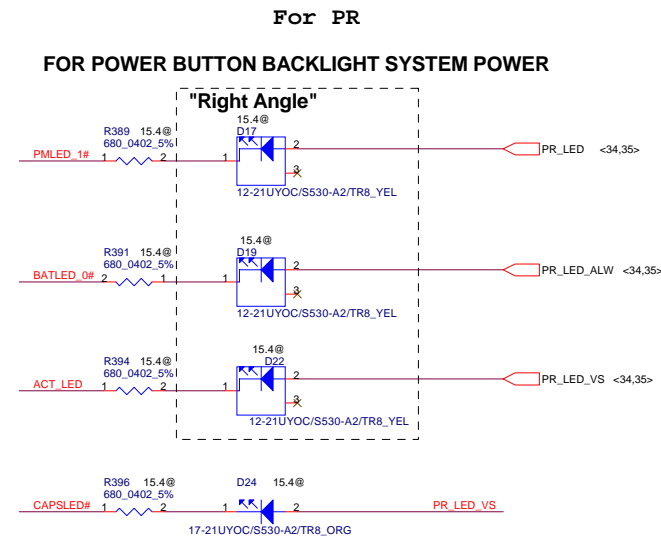 For PR
FOR POWER BUTTON BACKLIGHT SYSTEM POWER
"Right Angle"
R389 15.4@
680_0402_5%
15.4@
D17
PMLED_1# 1 2 1 2 PR_LED <34,35>
3
12-21UYOC/S530-A2/TR8_YEL
R391 15.4@
680_0402_5%
15.4@
D19
BATLED_0# 2 1 1 2 PR_LED_ALW <34,35>
3
12-21UYOC/S530-A2/TR8_YEL
R394 15.4@
680_0402_5%
15.4@
D22
ACT_LED 1 2 1 2 PR_LED_VS <34,35>
3
12-21UYOC/S530-A2/TR8_YEL
R396 15.4@
680_0402_5%
D24 15.4@
CAPSLED# 1 2 1 2 PR_LED_VS
17-21UYOC/S530-A2/TR8_ORG